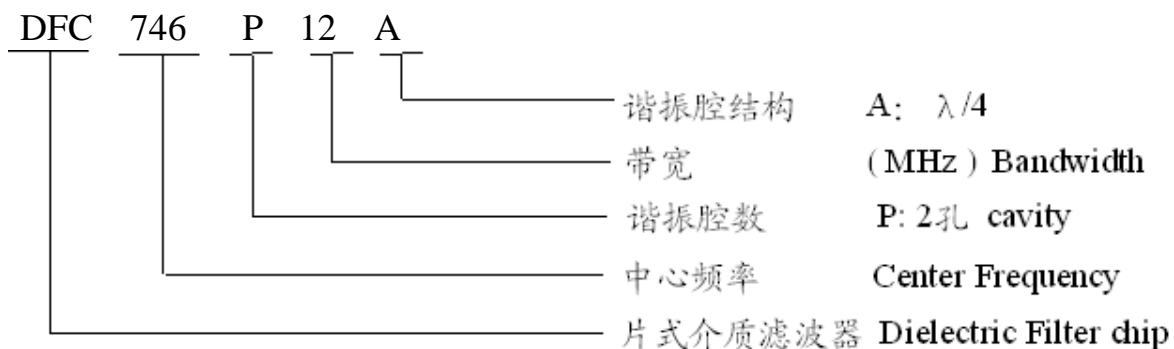 DFC 746 P 12 A
谐振腔结构 A: λ/4
带宽 (MHz) Bandwidth
谐振腔数 P: 2孔 cavity
中心频率 Center Frequency
片式介质滤波器 Dielectric Filter chip